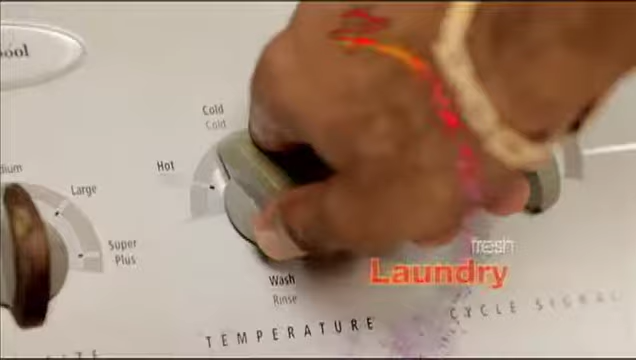 Cold
Cold
Hot
Large
Super
Plus
Wash
Rinse
fresh
Laundry
TEMPERATURE
CYCLE SIGNAL